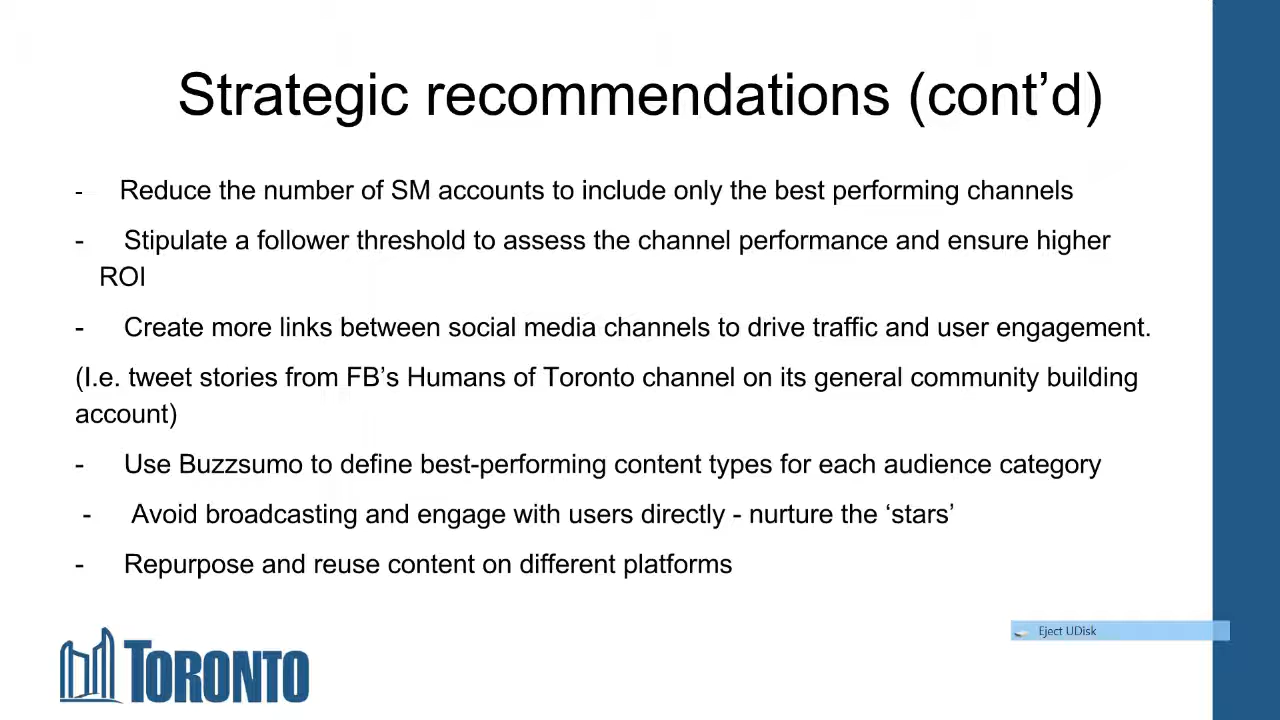 Strategic recommendations (cont’d)
- Reduce the number of SM accounts to include only the best performing channels
- Stipulate a follower threshold to assess the channel performance and ensure higher
ROI
- Create more links between social media channels to drive traffic and user engagement.
(I.e. tweet stories from FB’s Humans of Toronto channel on its general community building
account)
- Use Buzzsumo to define best-performing content types for each audience category
- Avoid broadcasting and engage with users directly - nurture the ‘stars’
- Repurpose and reuse content on different platforms
Eject UDisk
TORONTO